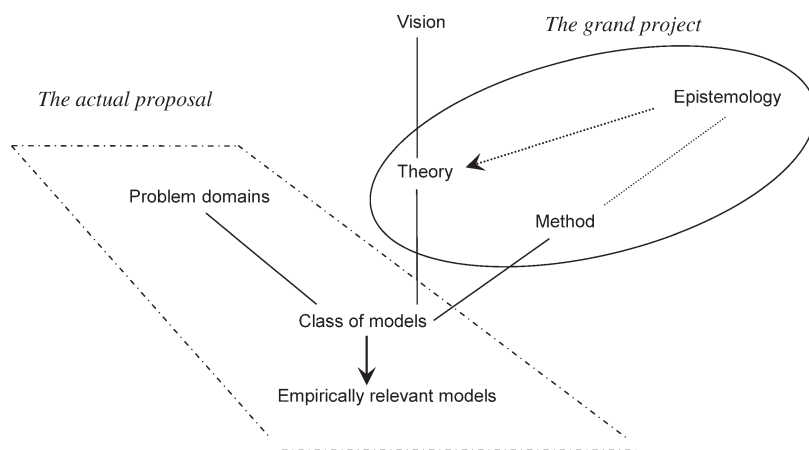 Vision
The grand project
The actual proposal
Epistemology
Theory
Problem domains
Method
Class of models
Empirically relevant models